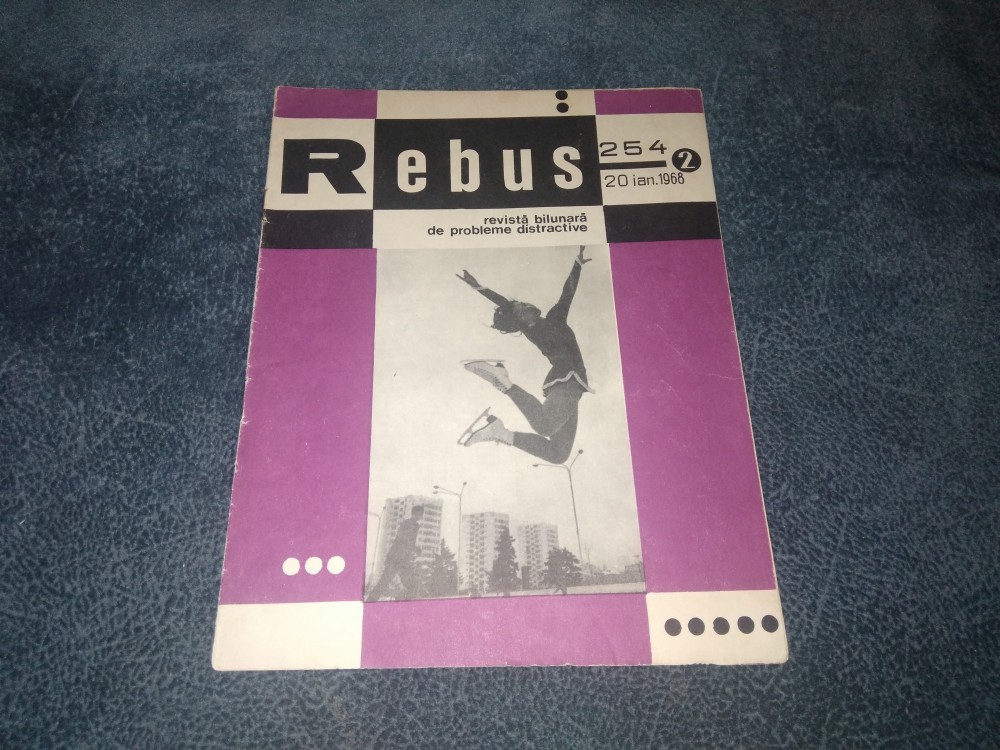 Rebus
254
2
20 ian.1968
revistă bilunară
de probleme distractive